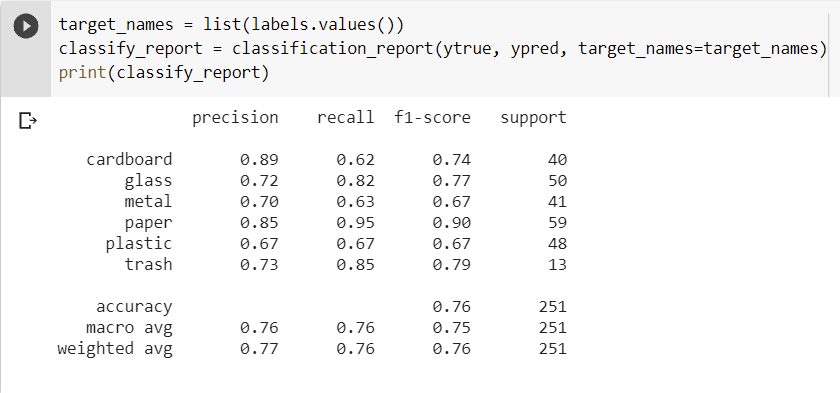 target_names = list(labels.values())
classify_report = classification_report(ytrue, ypred, target_names=target_names)
print(classify_report)
precision recall f1-score support
cardboard 0.89 0.62 0.74 40
glass 0.72 0.82 0.77 50
metal 0.70 0.63 0.67 41
paper 0.85 0.95 0.90 59
plastic 0.67 0.67 0.67 48
trash 0.73 0.85 0.79 13
accuracy 0.76 251
macro avg 0.76 0.76 0.75 251
weighted avg 0.77 0.76 0.76 251